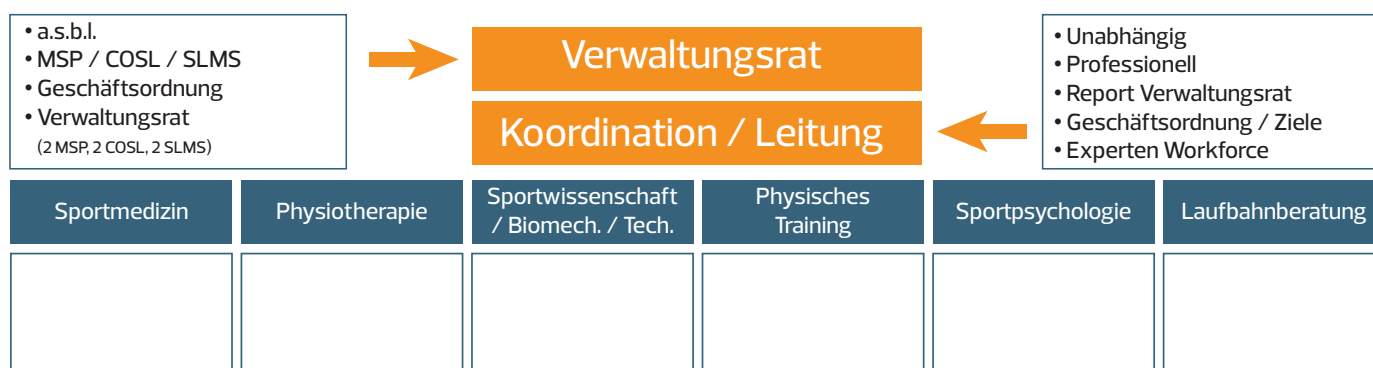 • a.s.b.l.
• MSP / COSL / SLMS
• Geschäftsordnung
• Verwaltungsrat
(2 MSP, 2 COSL, 2 SLMS)
Verwaltungsrat
Koordination / Leitung
• Unabhängig
• Professionell
• Report Verwaltungsrat
• Geschäftsordnung / Ziele
• Experten Workforce
Sportmedizin
Physiotherapie
Sportwissenschaft
/ Biomech. / Tech.
Physisches
Training
Sportpsychologie
Laufbahnberatung